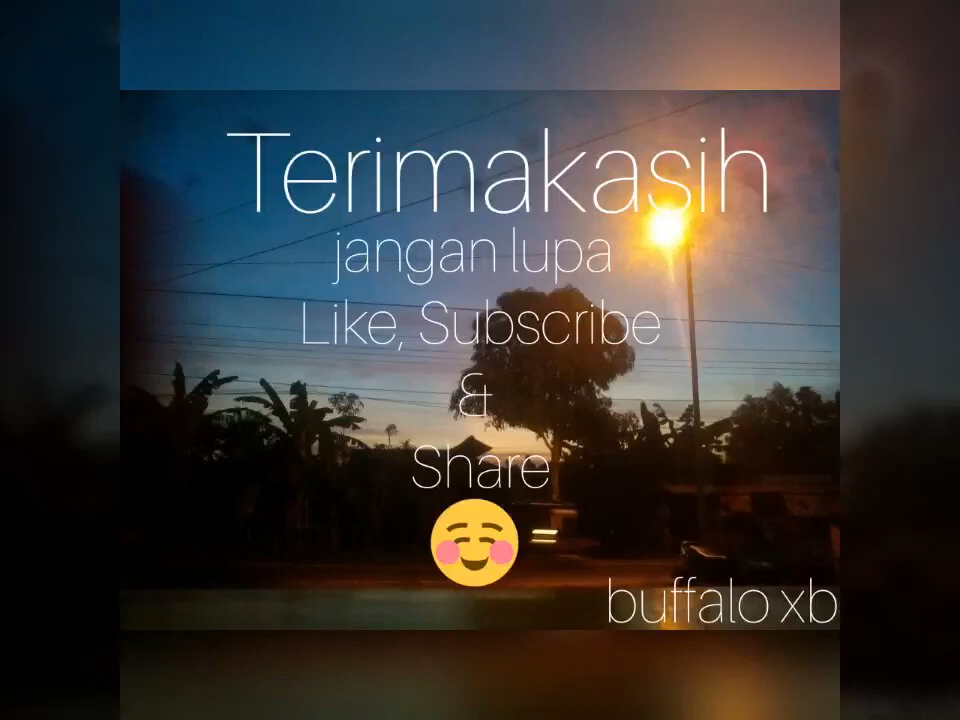 Terimakasih
jangan lupa
Like, Subscribe
&
Share
buffalo xb